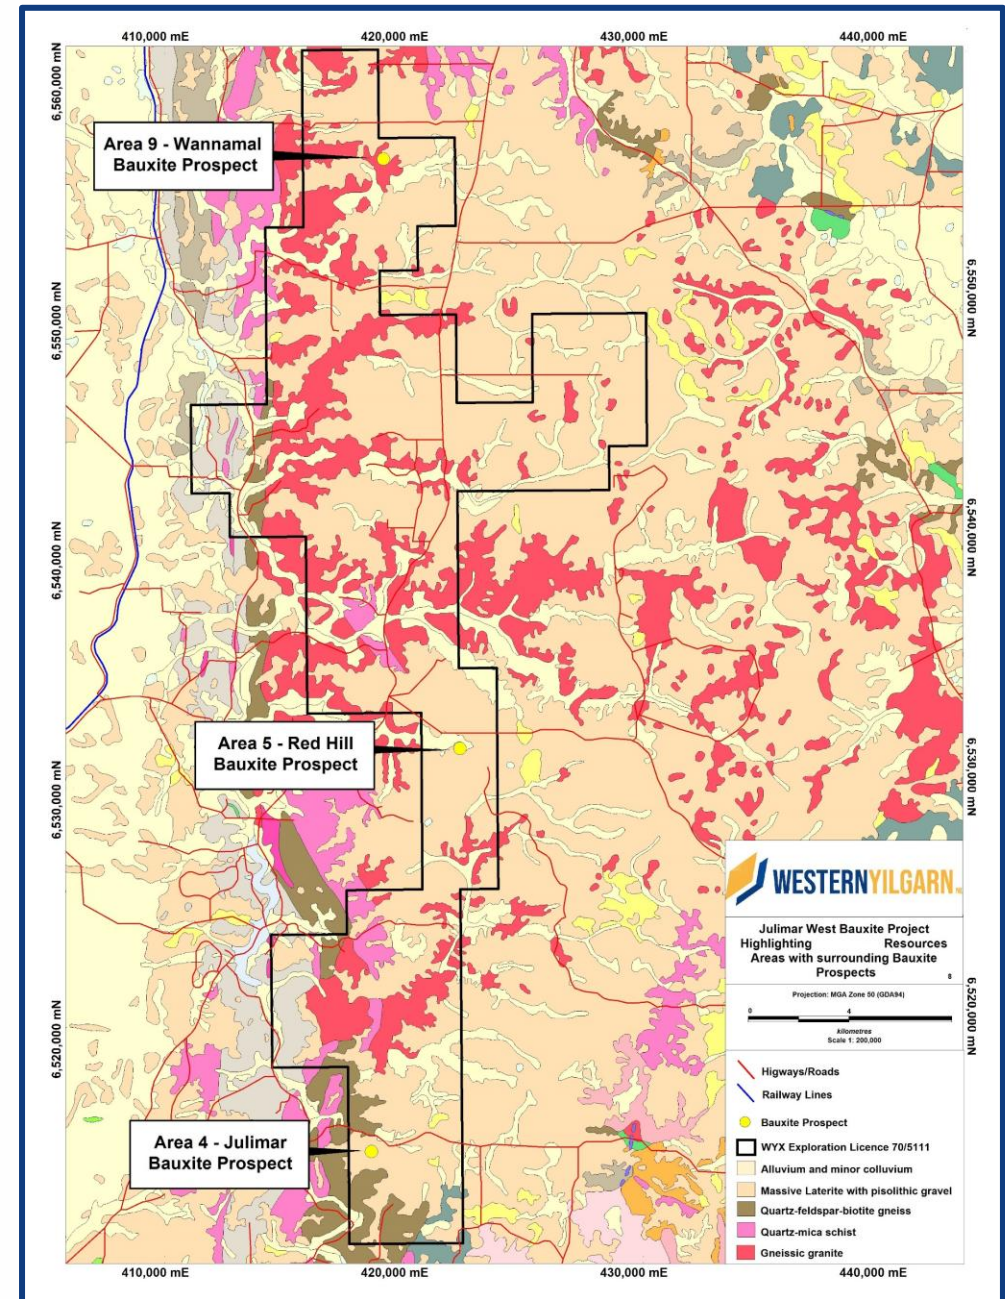 410,000 mE 420,000 mE 430,000 mE 440,000 mE
6,560,000 mN
Area 9 - Wannamal
Bauxite Prospect
6,550,000 mN
6,550,000 mN
6,540,000 mN
6,540,000 mN
Area 5 - Red Hill
Bauxite Prospect
6,530,000 mN
6,530,000 mN
WESTERNYILGARN
Julimar West Bauxite Project
Highlighting Resources
Areas with surrounding Bauxite
Prospects
8
Projection: MGA Zone 50 (GDA94)
0 4
kilometres
Scale 1: 200,000
6,520,000 mN
6,520,000 mN
Higways/Roads
Railway Lines
Bauxite Prospect
WYX Exploration Licence 70/5111
Alluvium and minor colluvium
Massive Laterite with pisolithic gravel
Quartz-feldspar-biotite gneiss
Quartz-mica schist
Gneissic granite
Area 4 - Julimar
Bauxite Prospect
410,000 mE 420,000 mE 430,000 mE 440,000 mE